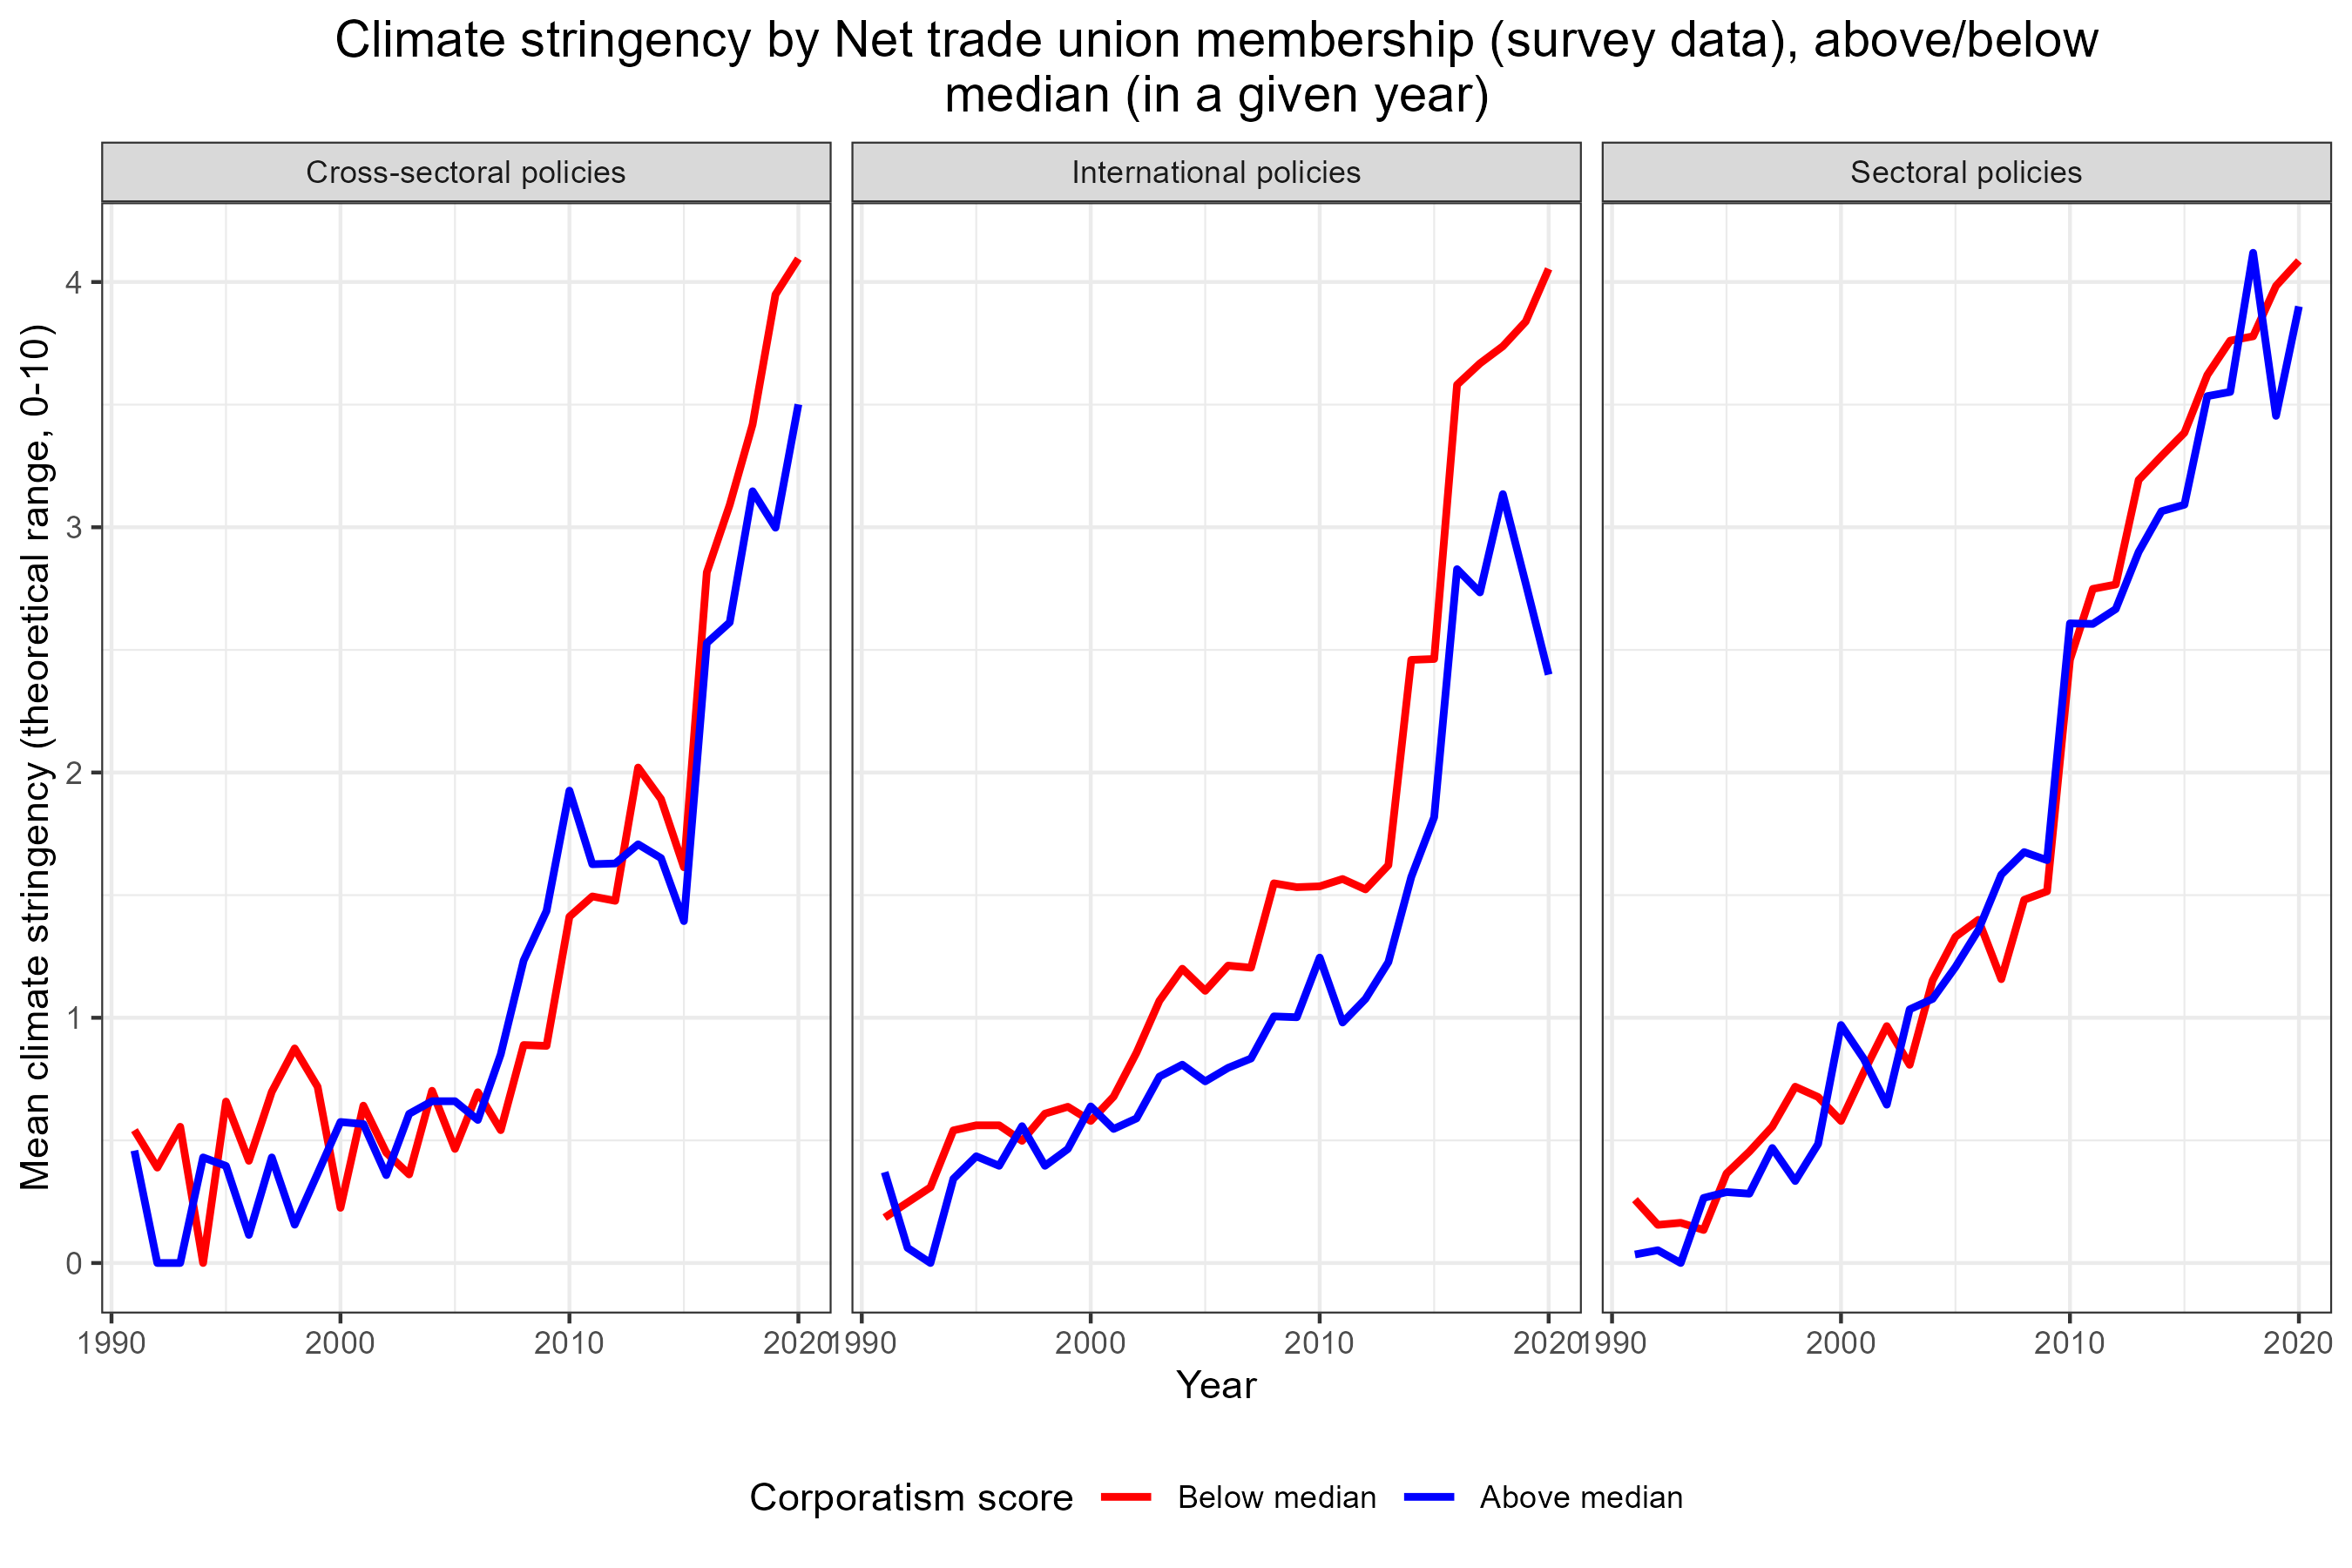 Climate stringency by Net trade union membership (survey data), above/below
median (in a given year)
Cross-sectoral policies
International policies
Sectoral policies
Mean climate stringency (theoretical range, 0-10)
4
3
2
1
0
1990 2000 2010 2020
1990 2000 2010 2020
1990 2000 2010 2020
Year
Corporatism score Below median Above median